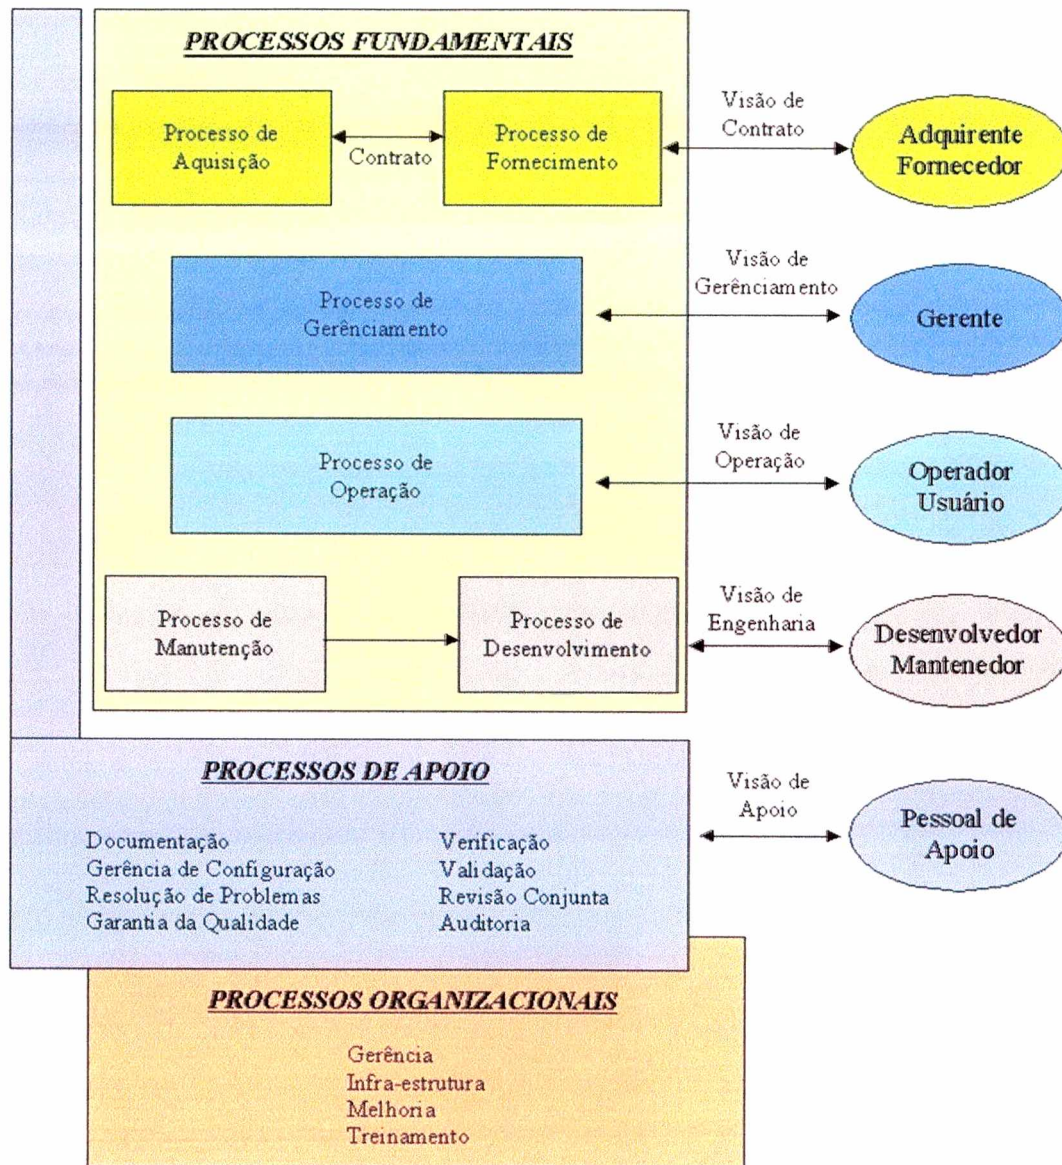 PROCESSOS FUNDAMENTAIS
Processo de
Aquisição
Contrato
Processo de
Fornecimento
Visão de
Contrato
Adquirente
Fornecedor
Processo de
Gerênciamento
Visão de
Gerênciamento
Gerente
Processo de
Operação
Visão de
Operação
Operador
Usuário
Processo de
Manutenção
Processo de
Desenvolvimento
Visão de
Engenharia
Desenvolvedor
Mantenedor
PROCESSOS DE APOIO
Documentação
Gerência de Configuração
Resolução de Problemas
Garantia da Qualidade
Verificação
Validação
Revisão Conjunta
Auditoria
Visão de
Apoio
Pessoal de
Apoio
PROCESSOS ORGANIZACIONAIS
Gerência
Infra-estrutura
Melhoria
Treinamento